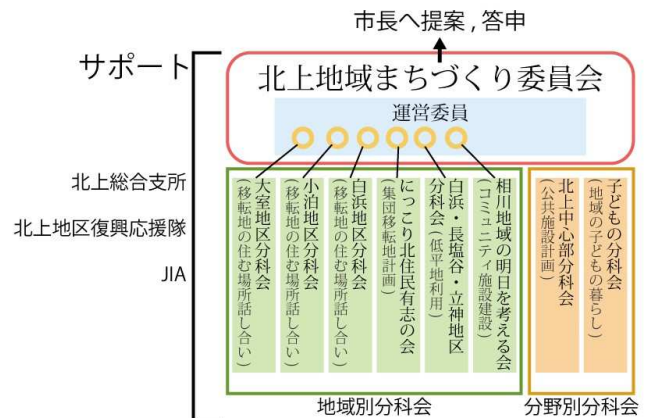 市長へ提案,答申
サポート
北上地域まちづくり委員会
運営委員
北上総合支所
北上地区復興応援隊
JIA
大室地区分科会
(移転地の住む場所話し合い)
小泊地区分科会
(移転地の住む場所話し合い)
白浜地区分科会
(移転地の住む場所話し合い)
にっこり北住民有志の会
(集団移転地計画)
白浜・長塩谷・立神地区
分科会(低平地利用)
相川地域の明日を考える会
(コミュニティ施設建設)
北上中心部分科会
(公共施設計画)
子どもの分科会
(地域の子どもの暮らし)
地域別分科会
分野別分科会